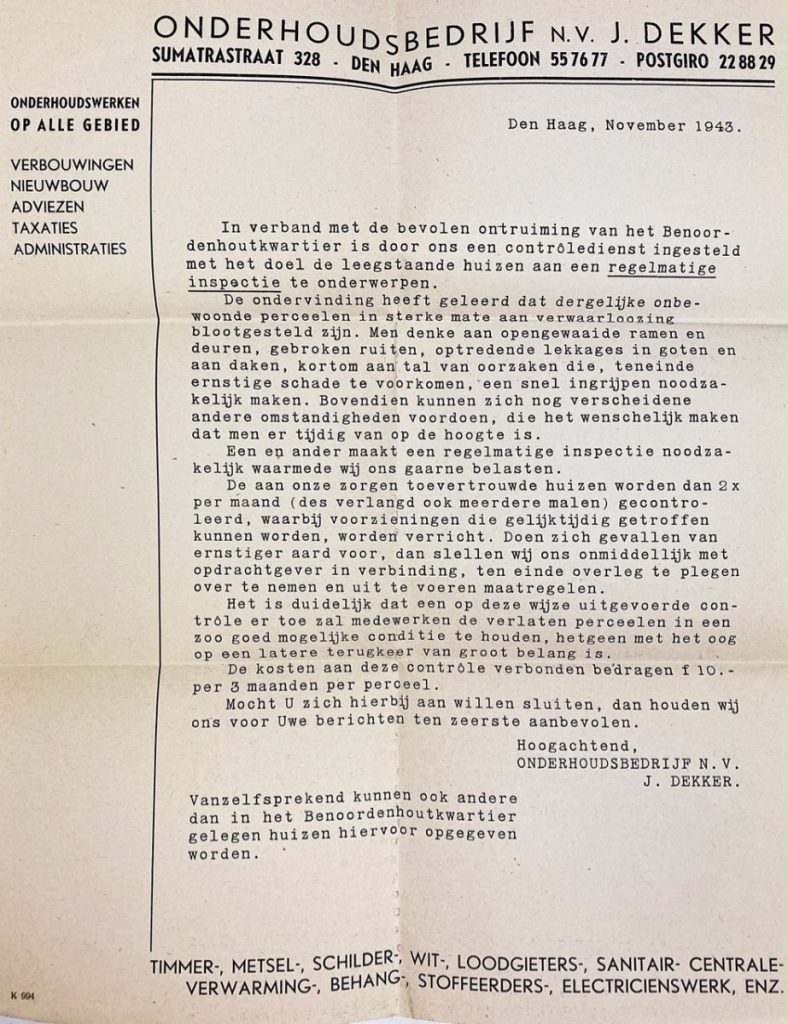 ONDERHOUDSBEDRIJF N.V. J. DEKKER
SUMATRASTRAAT 328 - DEN HAAG - TELEFOON 557677 - POSTGIRO 228829
ONDERHOUDSWERKEN
OP ALLE GEBIED
VERBOUWINGEN
NIEUWBOUW
ADVIEZEN
TAXATIES
ADMINISTRATIES
Den Haag, November 1943.
In verband met de bevolen ontruiming van het Benoor-
denhoutkwartier is door ons een contrôledienst ingesteld
met het doel de leegstaande huizen aan een regelmatige
inspectie te onderwerpen.
De ondervinding heeft geleerd dat dergelijke onbe-
woonde perceelen in sterke mate aan verwaarloozing
blootgesteld zijn. Men denke aan opengewaaide ramen en
deuren, gebroken ruiten, optredende lekkages in goten en
aan daken, kortom aan tal van oorzaken die, teneinde
ernstige schade te voorkomen, een snel ingrijpen noodza-
kelijk maken. Bovendien kunnen zich nog verscheidene
andere omstandigheden voordoen, die het wenschelijk maken
dat men er tijdig van op de hoogte is.
Een en ander maakt een regelmatige inspectie noodza-
kelijk waarmede wij ons gaarne belasten.
De aan onze zorgen toevertrouwde huizen worden dan 2x
per maand (des verlangd ook meerdere malen) gecontro-
leerd, waarbij voorzieningen die gelijktijdig getroffen
kunnen worden, worden verricht. Doen zich gevallen van
ernstiger aard voor, dan slellen wij ons onmiddellijk met
opdrachtgever in verbinding, ten einde overleg te plegen
over te nemen en uit te voeren maatregelen.
Het is duidelijk dat een op deze wijze uitgevoerde con-
trôle er toe zal medewerken de verlaten perceelen in een
zoo goed mogelijke conditie te houden, hetgeen met het oog
op een latere terugkeer van groot belang is.
De kosten aan deze contrôle verbonden bedragen f 10.-
per 3 maanden per perceel.
Mocht U zich hierbij aan willen sluiten, dan houden wij
ons voor Uwe berichten ten zeerste aanbevolen.
Hoogachtend,
ONDERHOUDSBEDRIJF N.V.
J. DEKKER.
Vanzelfsprekend kunnen ook andere
dan in het Benoordenhoutkwartier
gelegen huizen hiervoor opgegeven
worden.
TIMMER-, METSEL-, SCHILDER-, WIT-, LOODGIETERS-, SANITAIR- CENTRALE-
VERWARMING-, BEHANG-, STOFFEERDERS-, ELECTRICIENSWERK, ENZ.
K 994